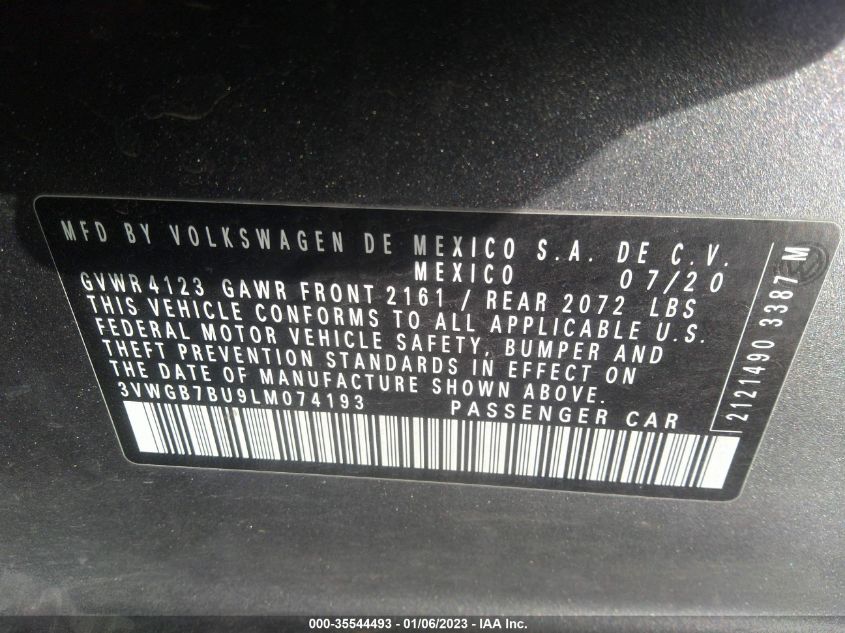 MFD BY VOLKSWAGEN DE MEXICO S.A. DE C.V.
MEXICO 07/20
GVWR 4123 GAWR FRONT 2161 / REAR 2072 LBS
THIS VEHICLE CONFORMS TO ALL APPLICABLE U.S.
FEDERAL MOTOR VEHICLE SAFETY, BUMPER AND
THEFT PREVENTION STANDARDS IN EFFECT ON
THE DATE OF MANUFACTURE SHOWN ABOVE.
3VWGB7BU9LM074193 PASSENGER CAR
2121490 3387 M
000-35544493 - 01/06/2023 - IAA Inc.